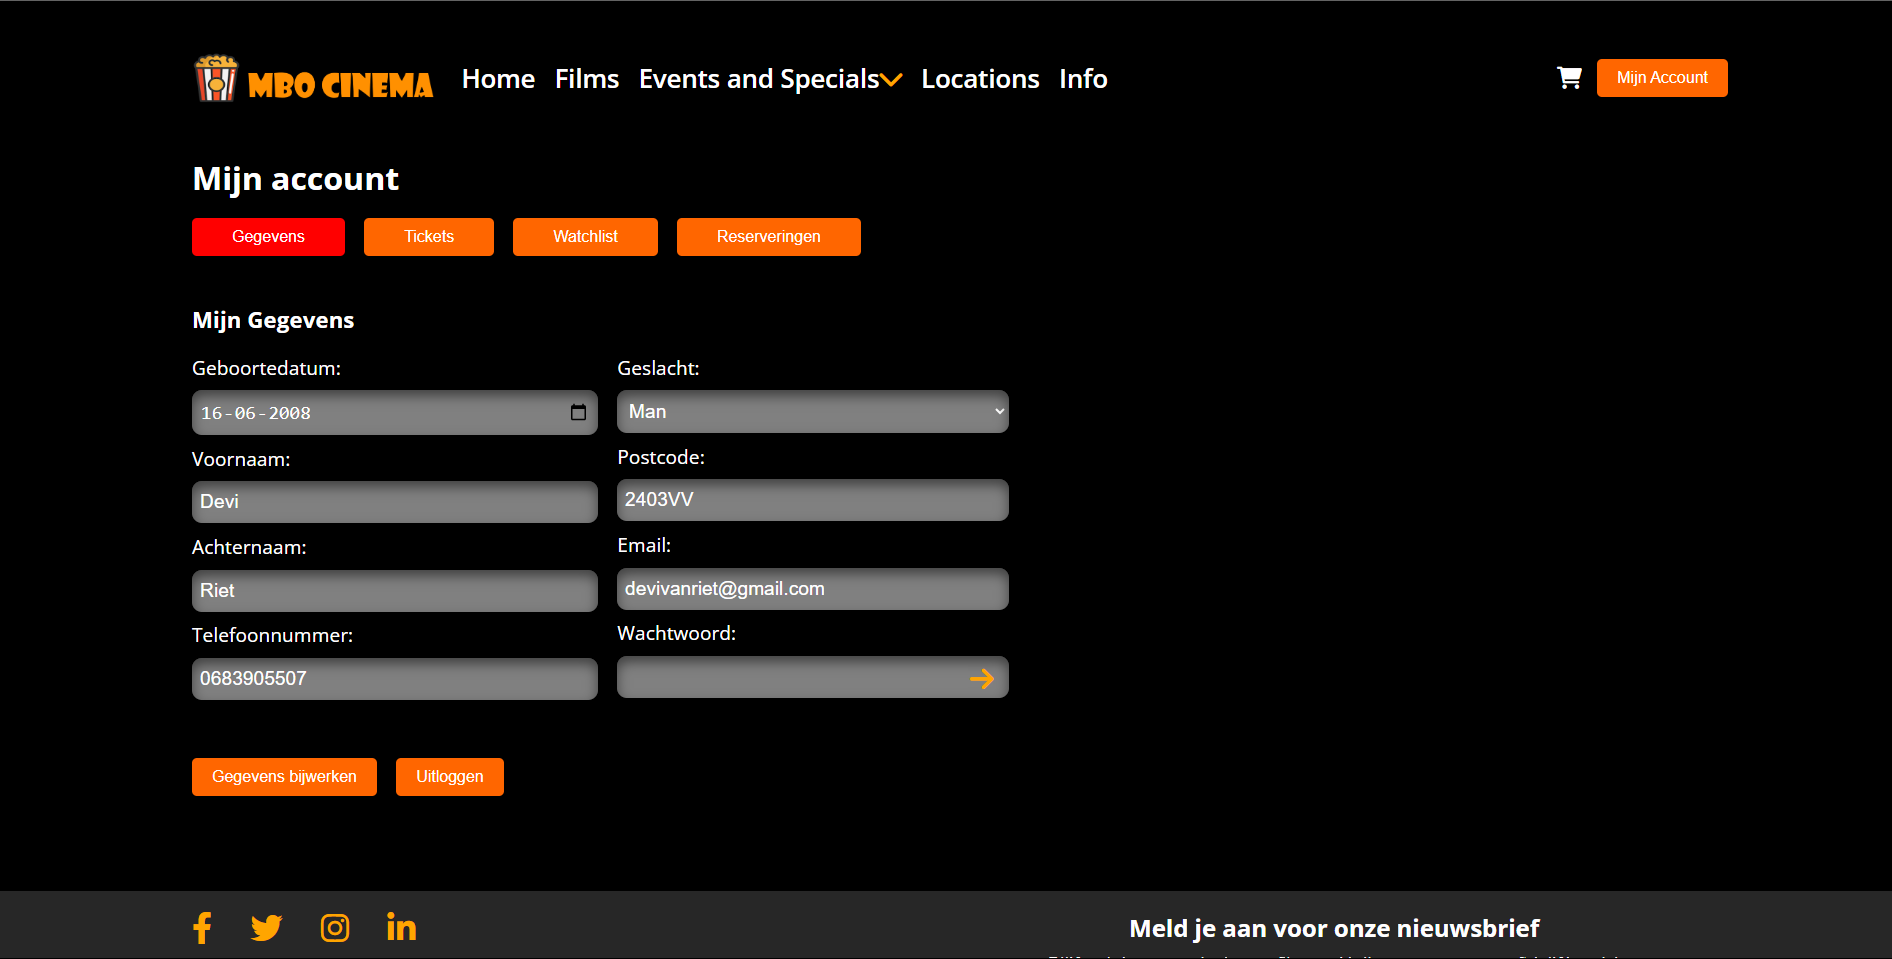 MBO CINEMA Home Films Events and Specials Locations Info Mijn Account
Mijn account
Gegevens Tickets Watchlist Reserveringen
Mijn Gegevens
Geboortedatum: Geslacht:
16-06-2008 Man
Voornaam: Postcode:
Devi 2403VV
Achternaam: Email:
Riet devivanriet@gmail.com
Telefoonnummer: Wachtwoord:
0683905507
Gegevens bijwerken Uitloggen
Meld je aan voor onze nieuwsbrief